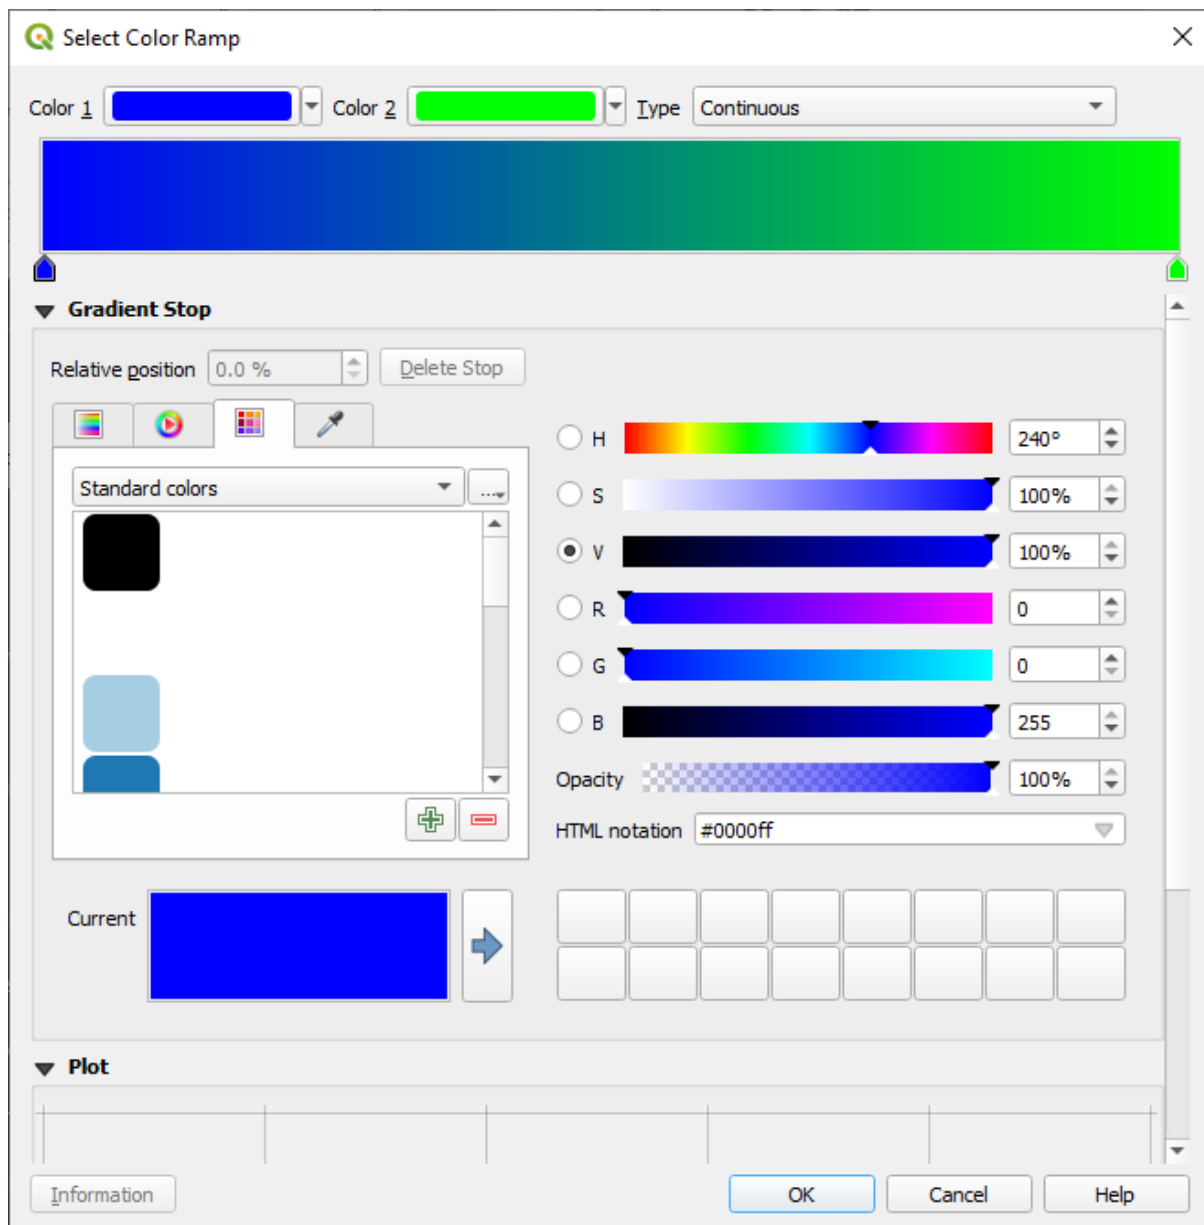 Select Color Ramp
Color 1 Color 2 Type Continuous
Gradient Stop
Relative position 0.0 % Delete Stop
H 240°
Standard colors ...
S 100%
V 100%
R 0
G 0
B 255
Opacity 100%
HTML notation #0000ff
Current
Plot
Information OK Cancel Help